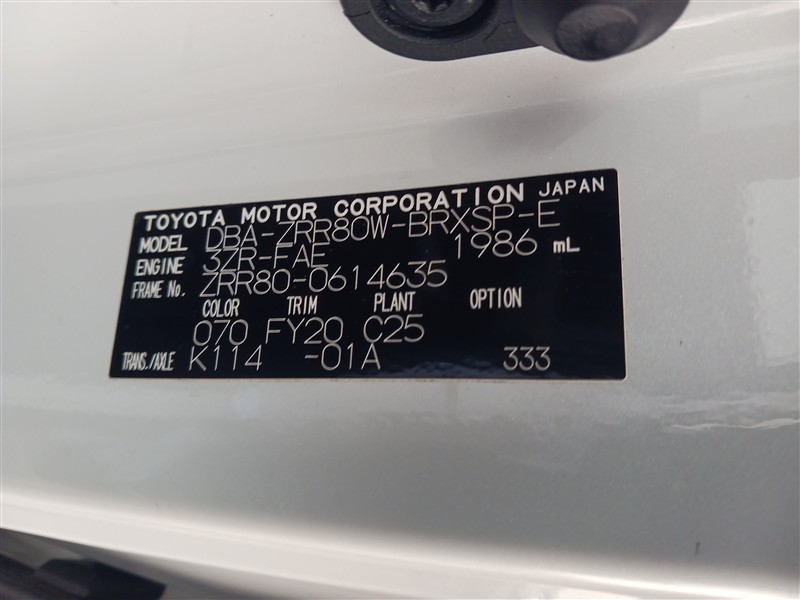 TOYOTA MOTOR CORPORATION JAPAN
MODEL DBA-ZRR80W-BRXSP-E
ENGINE 3ZR-FAE 1986 mL
FRAME No. ZRR80-0614635
COLOR TRIM PLANT OPTION
070 FY20 C25
TRANS./AXLE K114 -01A 333